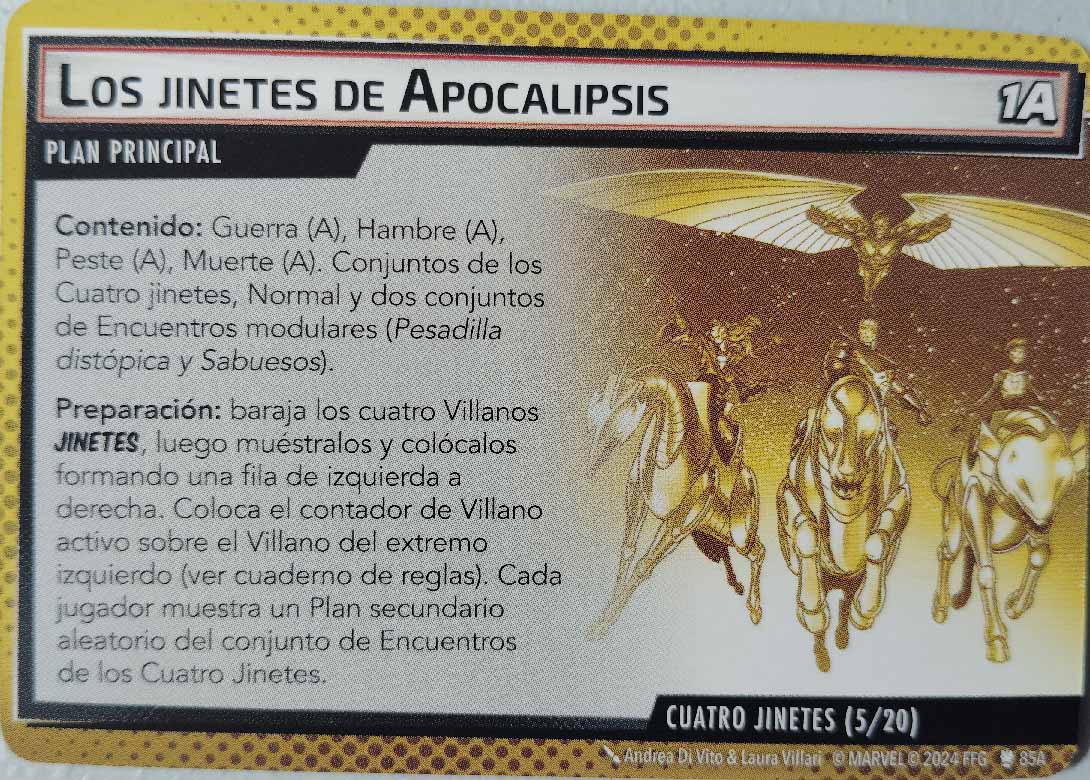 Los jinetes de Apocalipsis
1A
PLAN PRINCIPAL
Contenido: Guerra (A), Hambre (A),
Peste (A), Muerte (A). Conjuntos de los
Cuatro jinetes, Normal y dos conjuntos
de Encuentros modulares (Pesadilla
distópica y Sabuesos).
Preparación: baraja los cuatro Villanos
JINETES, luego muéstralos y colócalos
formando una fila de izquierda a
derecha. Coloca el contador de Villano
activo sobre el Villano del extremo
izquierdo (ver cuaderno de reglas). Cada
jugador muestra un Plan secundario
aleatorio del conjunto de Encuentros
de los Cuatro Jinetes.
CUATRO JINETES (5/20)
Andrea Di Vito & Laura Villari © MARVEL © 2024 FFG 85A